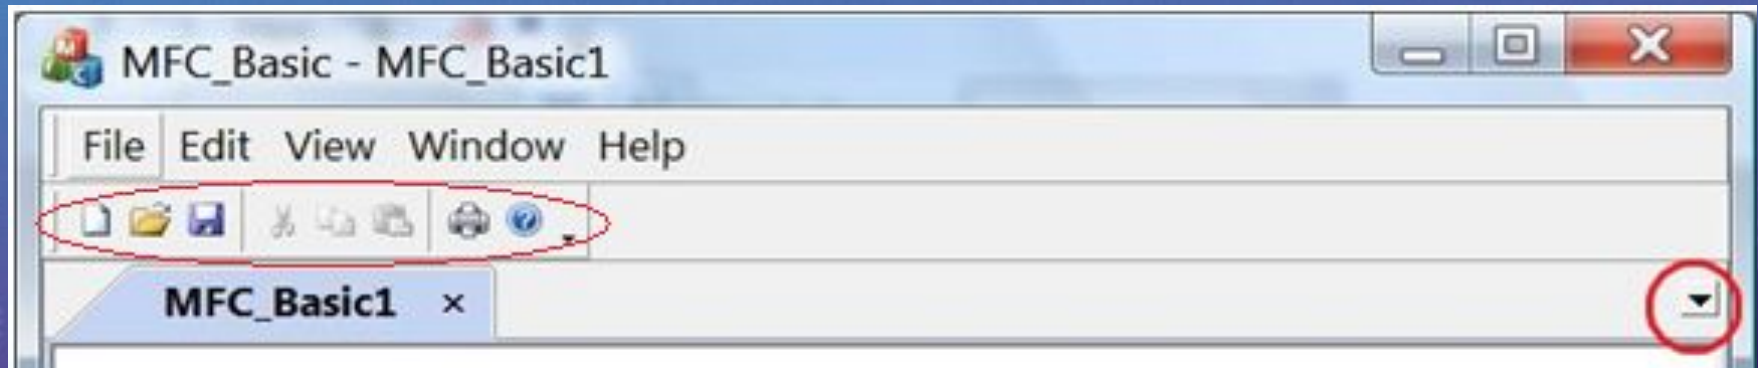 MFC_Basic - MFC_Basic1
File Edit View Window Help
MFC_Basic1 ×